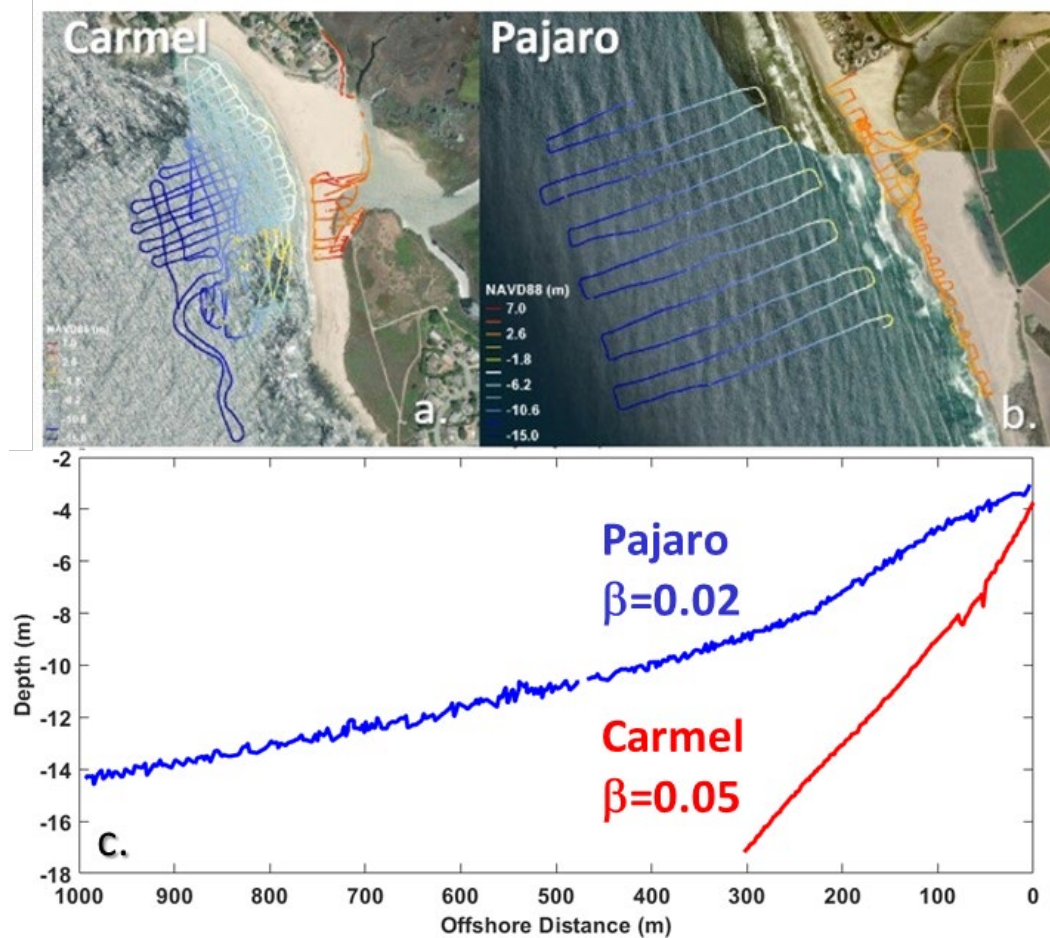 Carmel
NAVD88 (m)
a.
Pajaro
NAVD88 (m)
7.0
2.6
-1.8
-6.2
-10.6
-15.0
b.
-2
-4
-6
-8
-10
-12
-14
-16
-18
Depth (m)
Pajaro
β=0.02
Carmel
β=0.05
c.
1000 900 800 700 600 500 400 300 200 100 0
Offshore Distance (m)